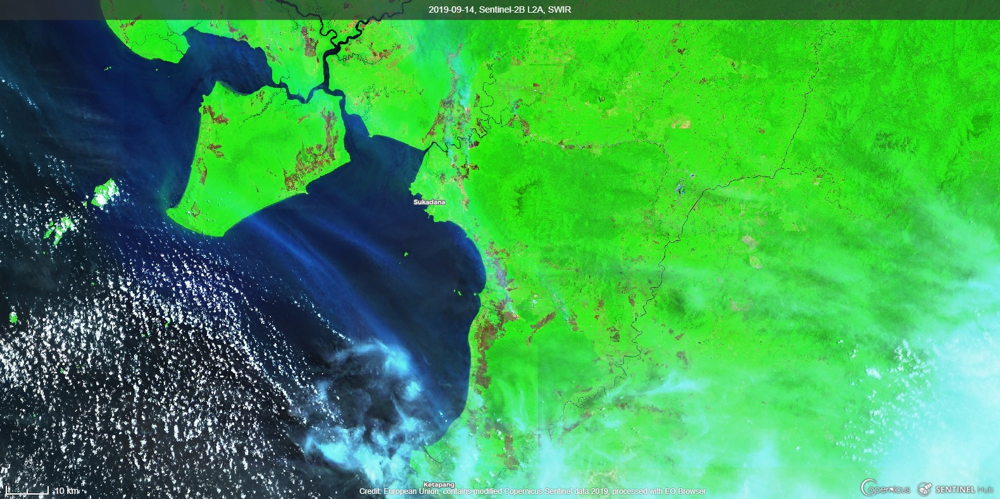 2019-09-14, Sentinel-2B L2A, SWIR
Sukadana
Ketapang
10 km
Credit: European Union, contains modified Copernicus Sentinel data 2019, processed with EO Browser
opernicus
SENTINEL Hub